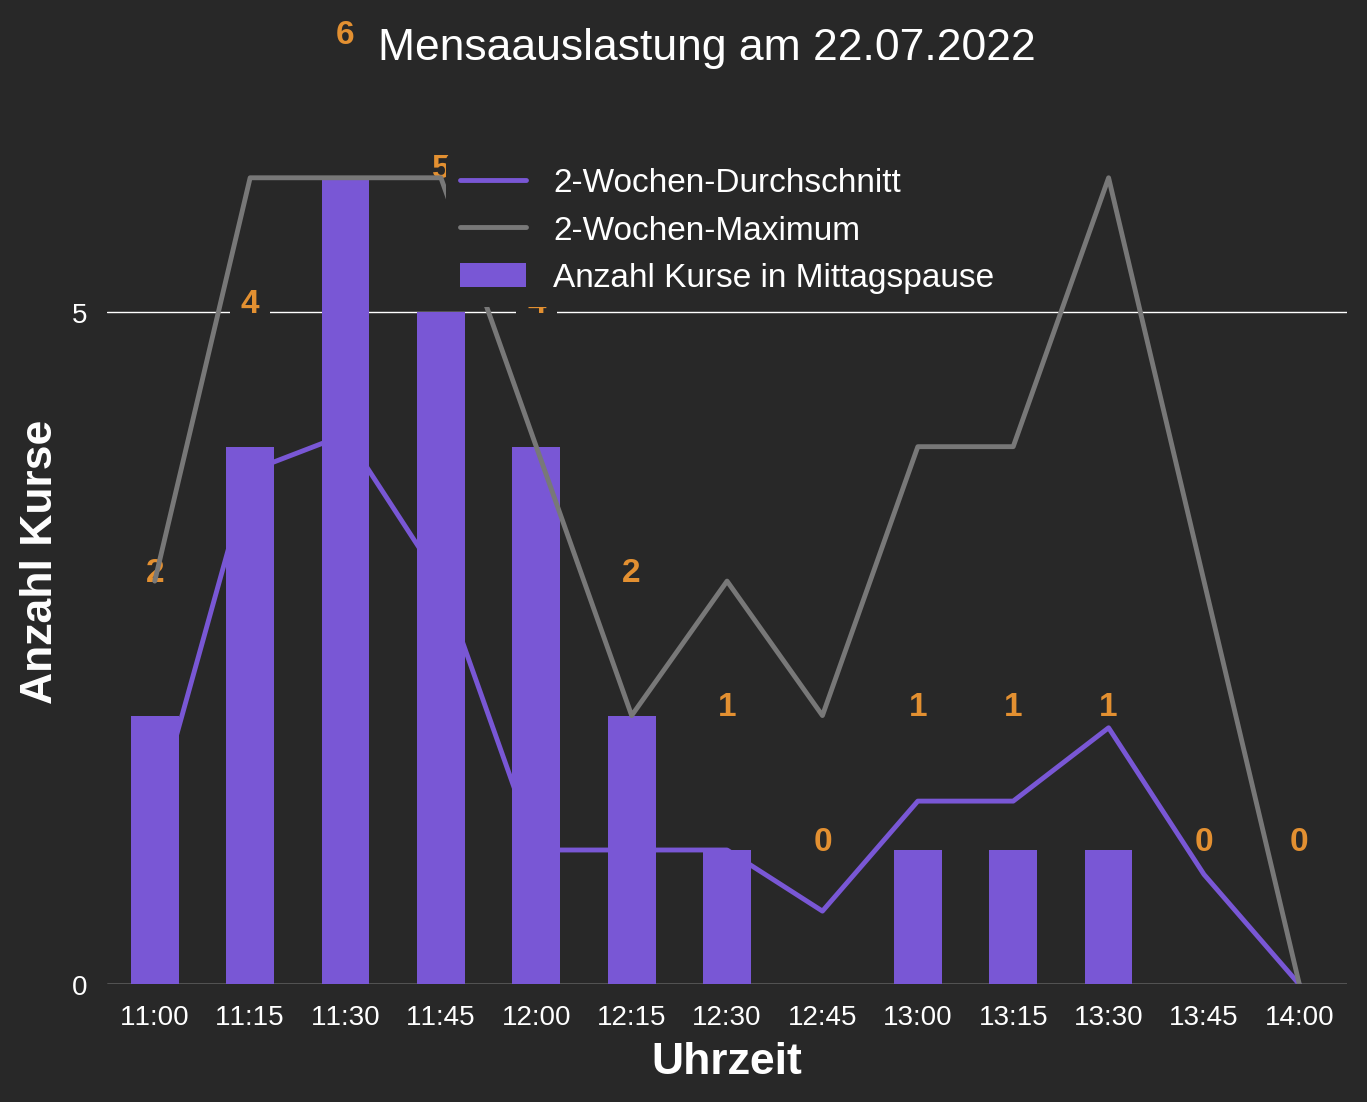 6 Mensaauslastung am 22.07.2022
5 2-Wochen-Durchschnitt
2-Wochen-Maximum
Anzahl Kurse in Mittagspause
4
5
2 2
1 1 1 1
0 0 0
0
Anzahl Kurse
11:00 11:15 11:30 11:45 12:00 12:15 12:30 12:45 13:00 13:15 13:30 13:45 14:00
Uhrzeit